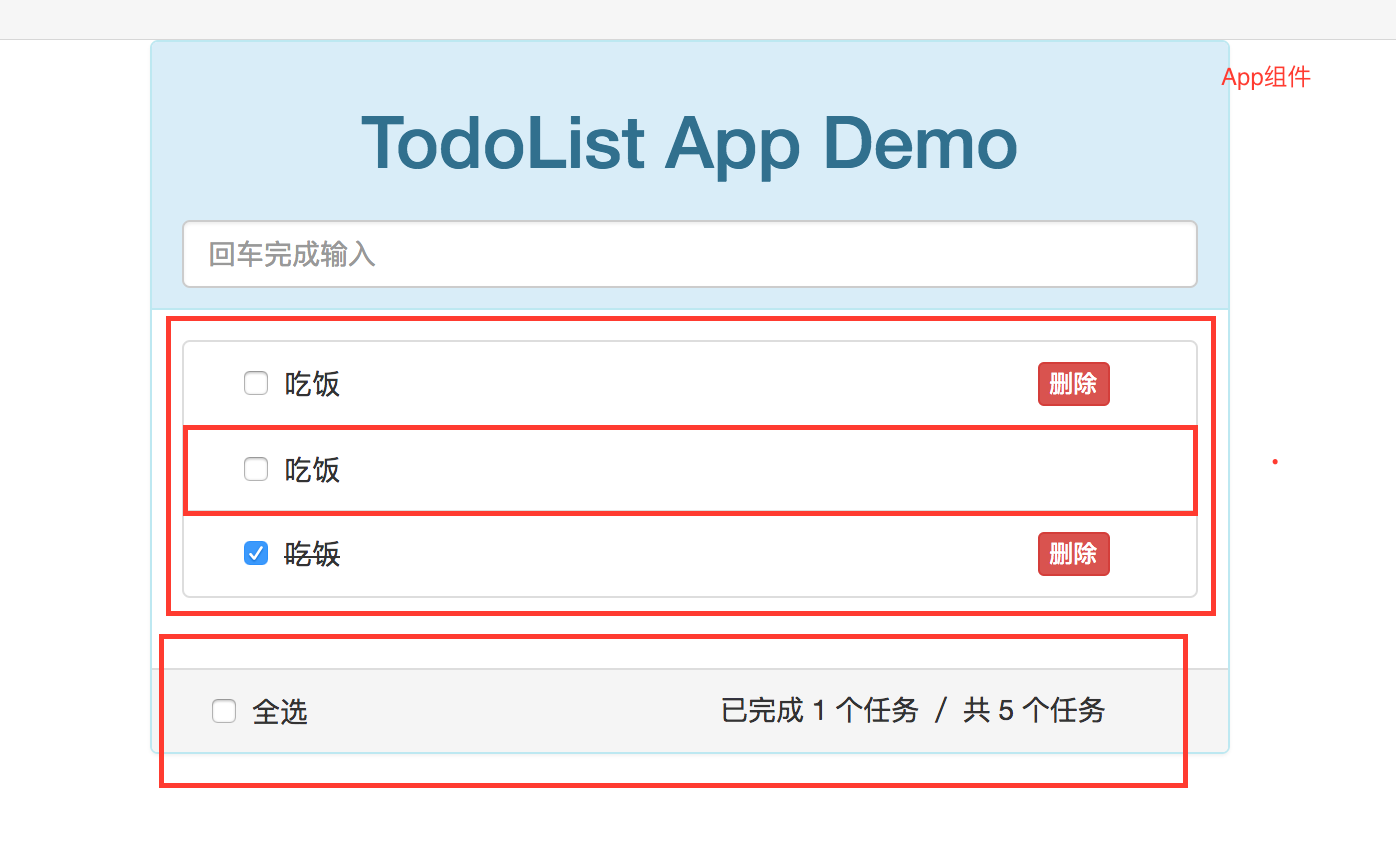 App组件
TodoList App Demo
回车完成输入
吃饭 删除
吃饭
吃饭 删除
全选 已完成 1 个任务 / 共 5 个任务